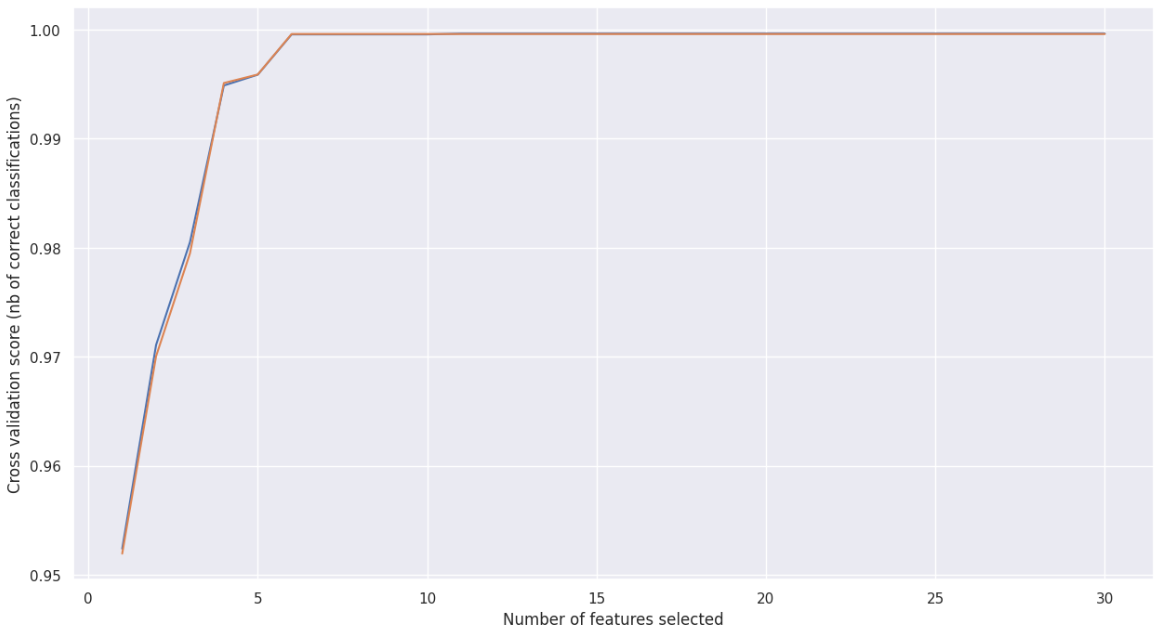 1.00
0.99
0.98
0.97
0.96
0.95
Cross validation score (nb of correct classifications)
0 5 10 15 20 25 30
Number of features selected